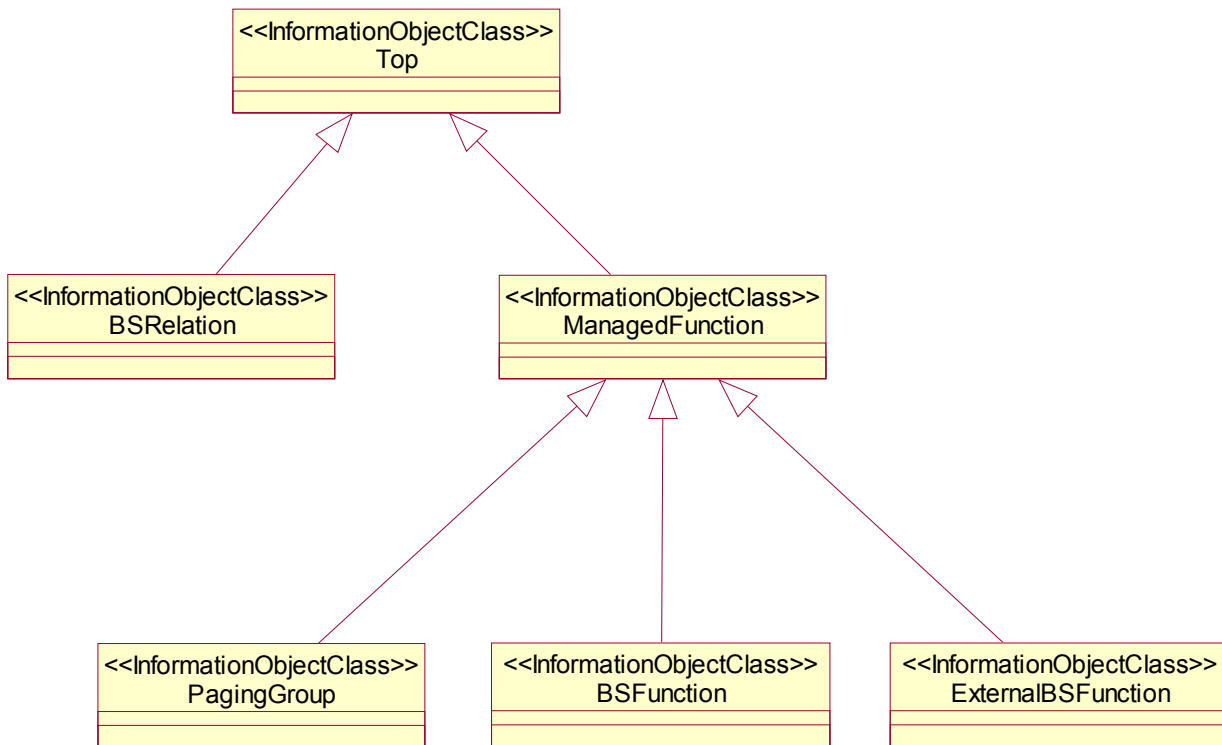 <<InformationObjectClass>>
Top
<<InformationObjectClass>>
BSRelation
<<InformationObjectClass>>
ManagedFunction
<<InformationObjectClass>>
PagingGroup
<<InformationObjectClass>>
BSFunction
<<InformationObjectClass>>
ExternalBSFunction